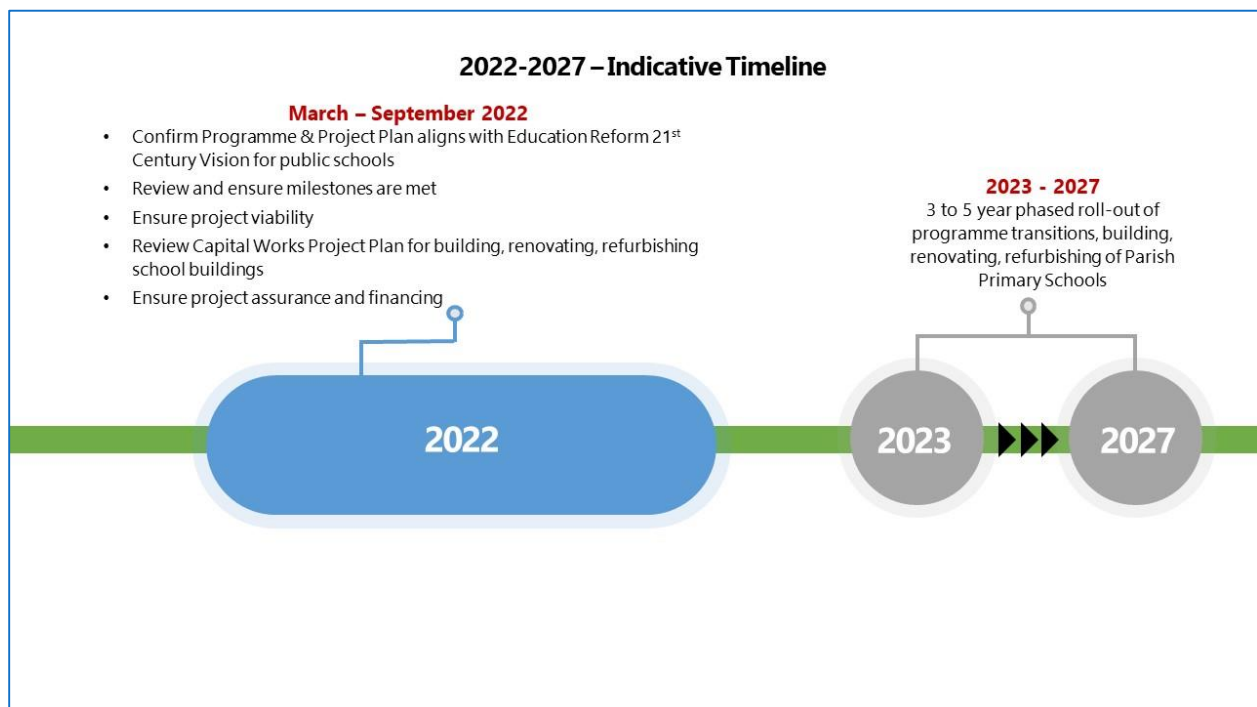 2022-2027 – Indicative Timeline
March – September 2022
• Confirm Programme & Project Plan aligns with Education Reform 21st
Century Vision for public schools
• Review and ensure milestones are met
• Ensure project viability
• Review Capital Works Project Plan for building, renovating, refurbishing
school buildings
• Ensure project assurance and financing
2023 - 2027
3 to 5 year phased roll-out of
programme transitions, building,
renovating, refurbishing of Parish
Primary Schools
2022
2023
2027